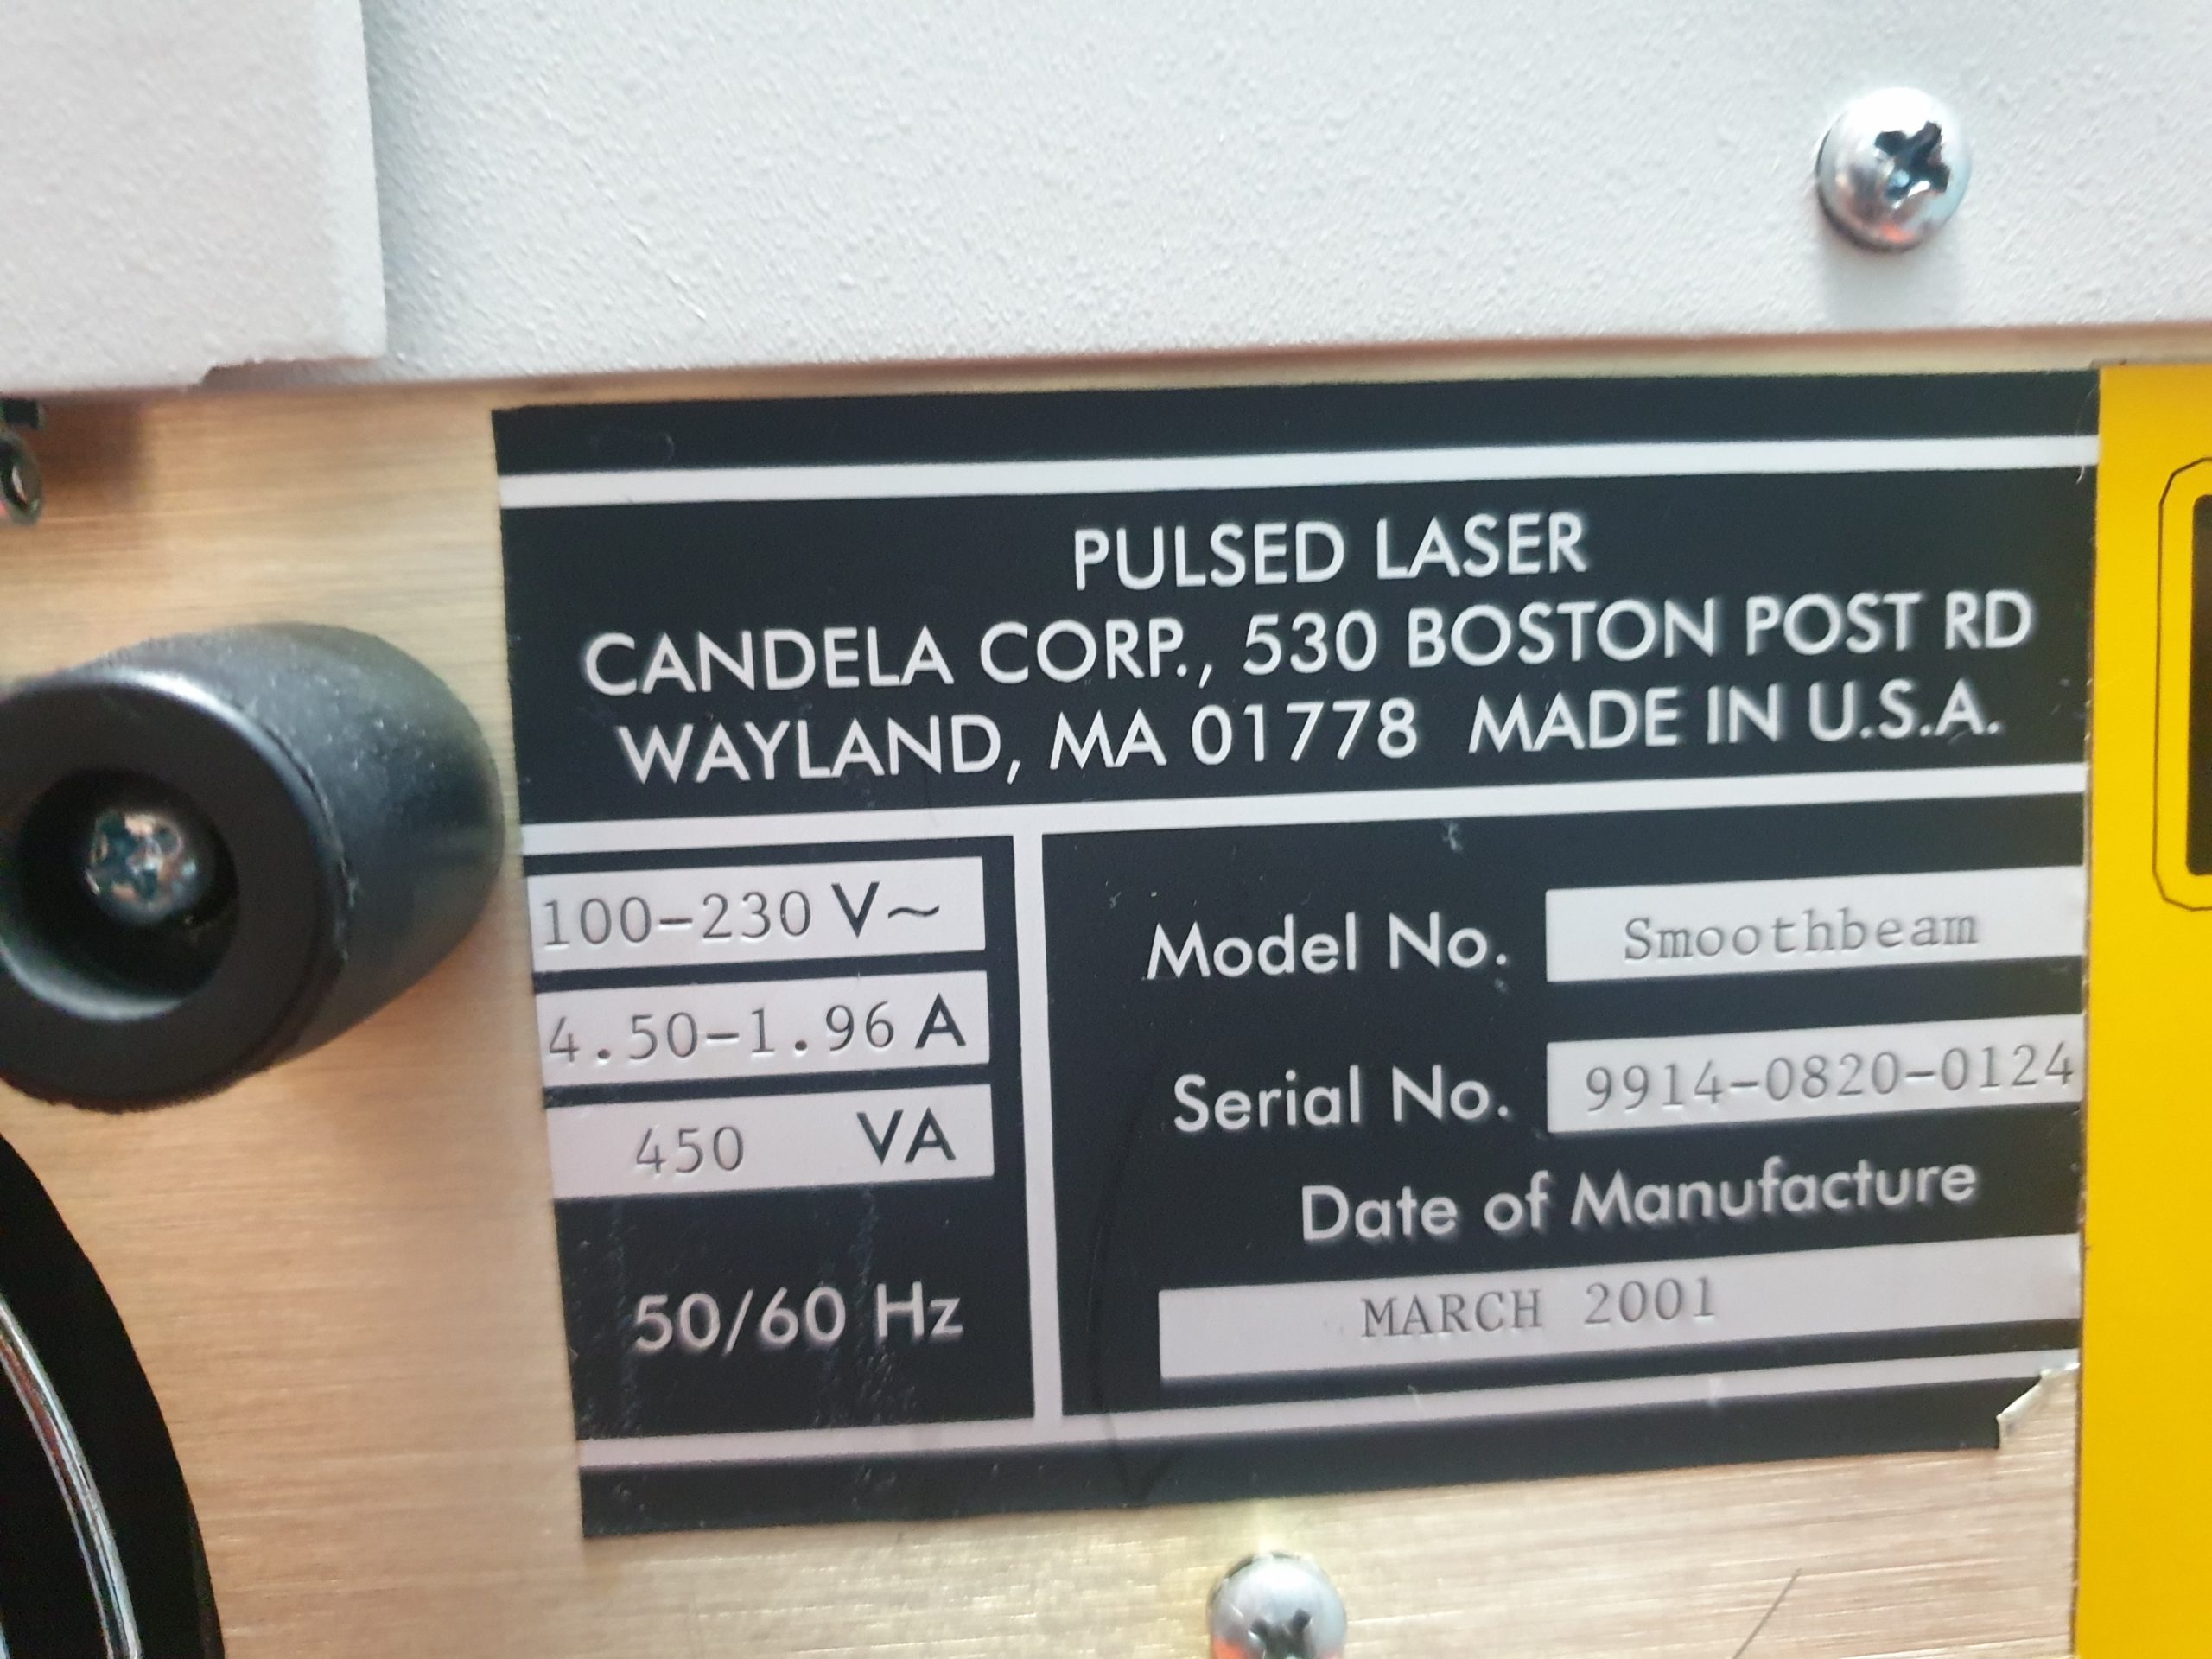 PULSED LASER
CANDELA CORP., 530 BOSTON POST RD
WAYLAND, MA 01778 MADE IN U.S.A.
100-230 V~
4.50-1.96 A
450 VA
50/60 Hz
Model No. Smoothbeam
Serial No. 9914-0820-0124
Date of Manufacture
MARCH 2001